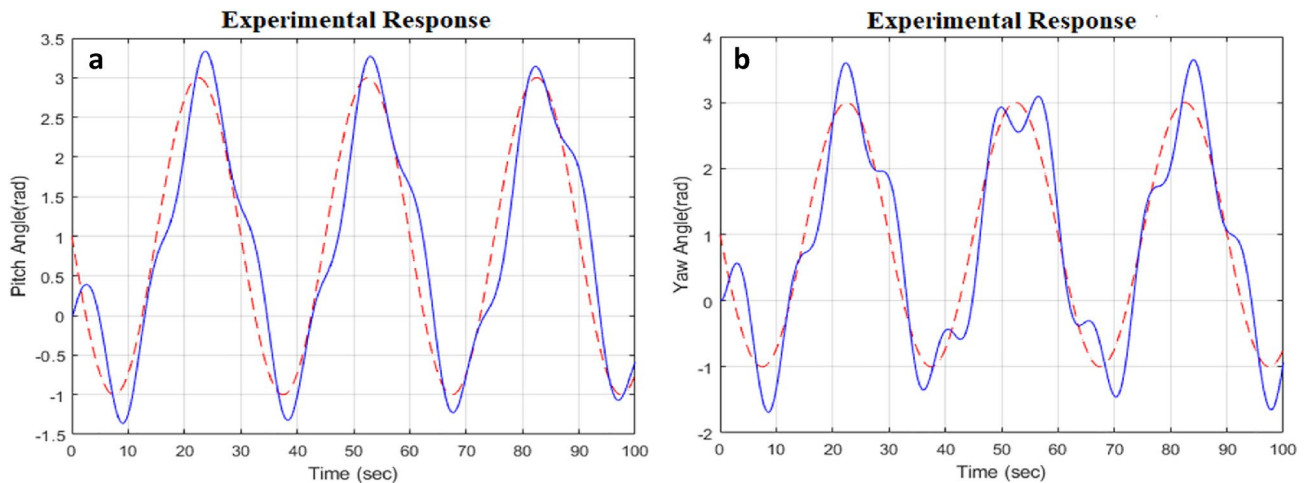 Experimental Response
a
3.5
3
2.5
2
1.5
1
0.5
0
-0.5
-1
-1.5
Pitch Angle(rad)
0 10 20 30 40 50 60 70 80 90 100
Time (sec)
Experimental Response
b
4
3
2
1
0
-1
-2
Yaw Angle(rad)
0 10 20 30 40 50 60 70 80 90 100
Time (sec)